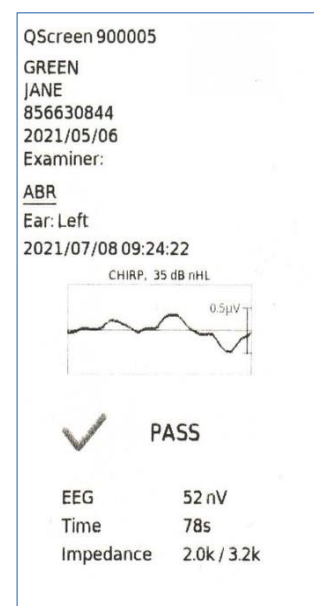 QScreen 900005
GREEN
JANE
856630844
2021/05/06
Examiner:
ABR
Ear: Left
2021/07/08 09:24:22
CHIRP, 35 dB nHL
0.5μV
PASS
EEG 52 nV
Time 78s
Impedance 2.0k / 3.2k